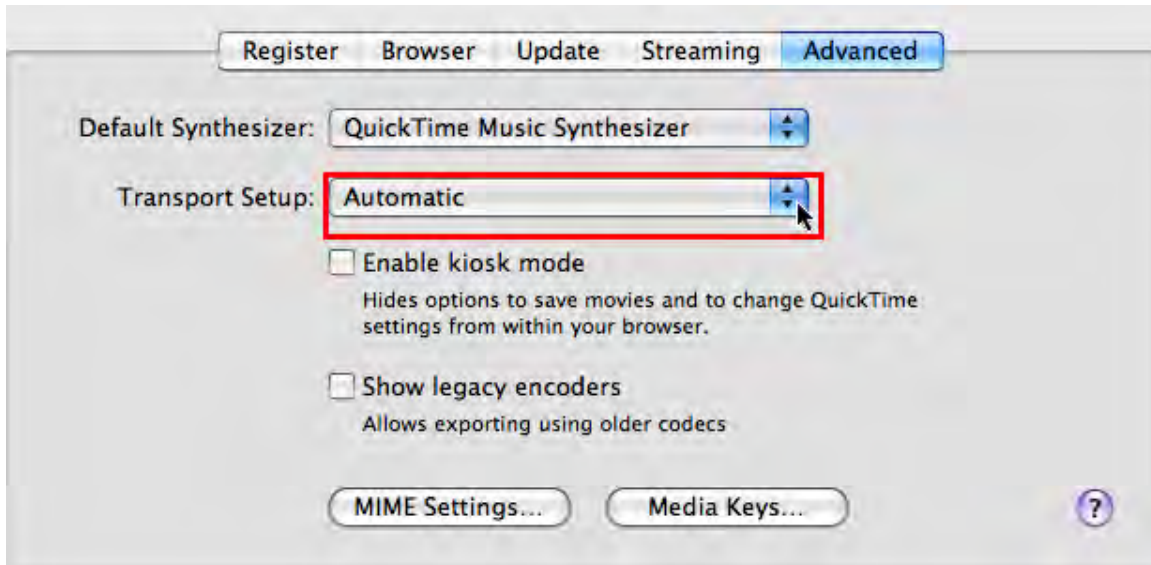 Register Browser Update Streaming Advanced
Default Synthesizer: QuickTime Music Synthesizer
Transport Setup: Automatic
Enable kiosk mode
Hides options to save movies and to change QuickTime
settings from within your browser.
Show legacy encoders
Allows exporting using older codecs
MIME Settings... Media Keys... ?